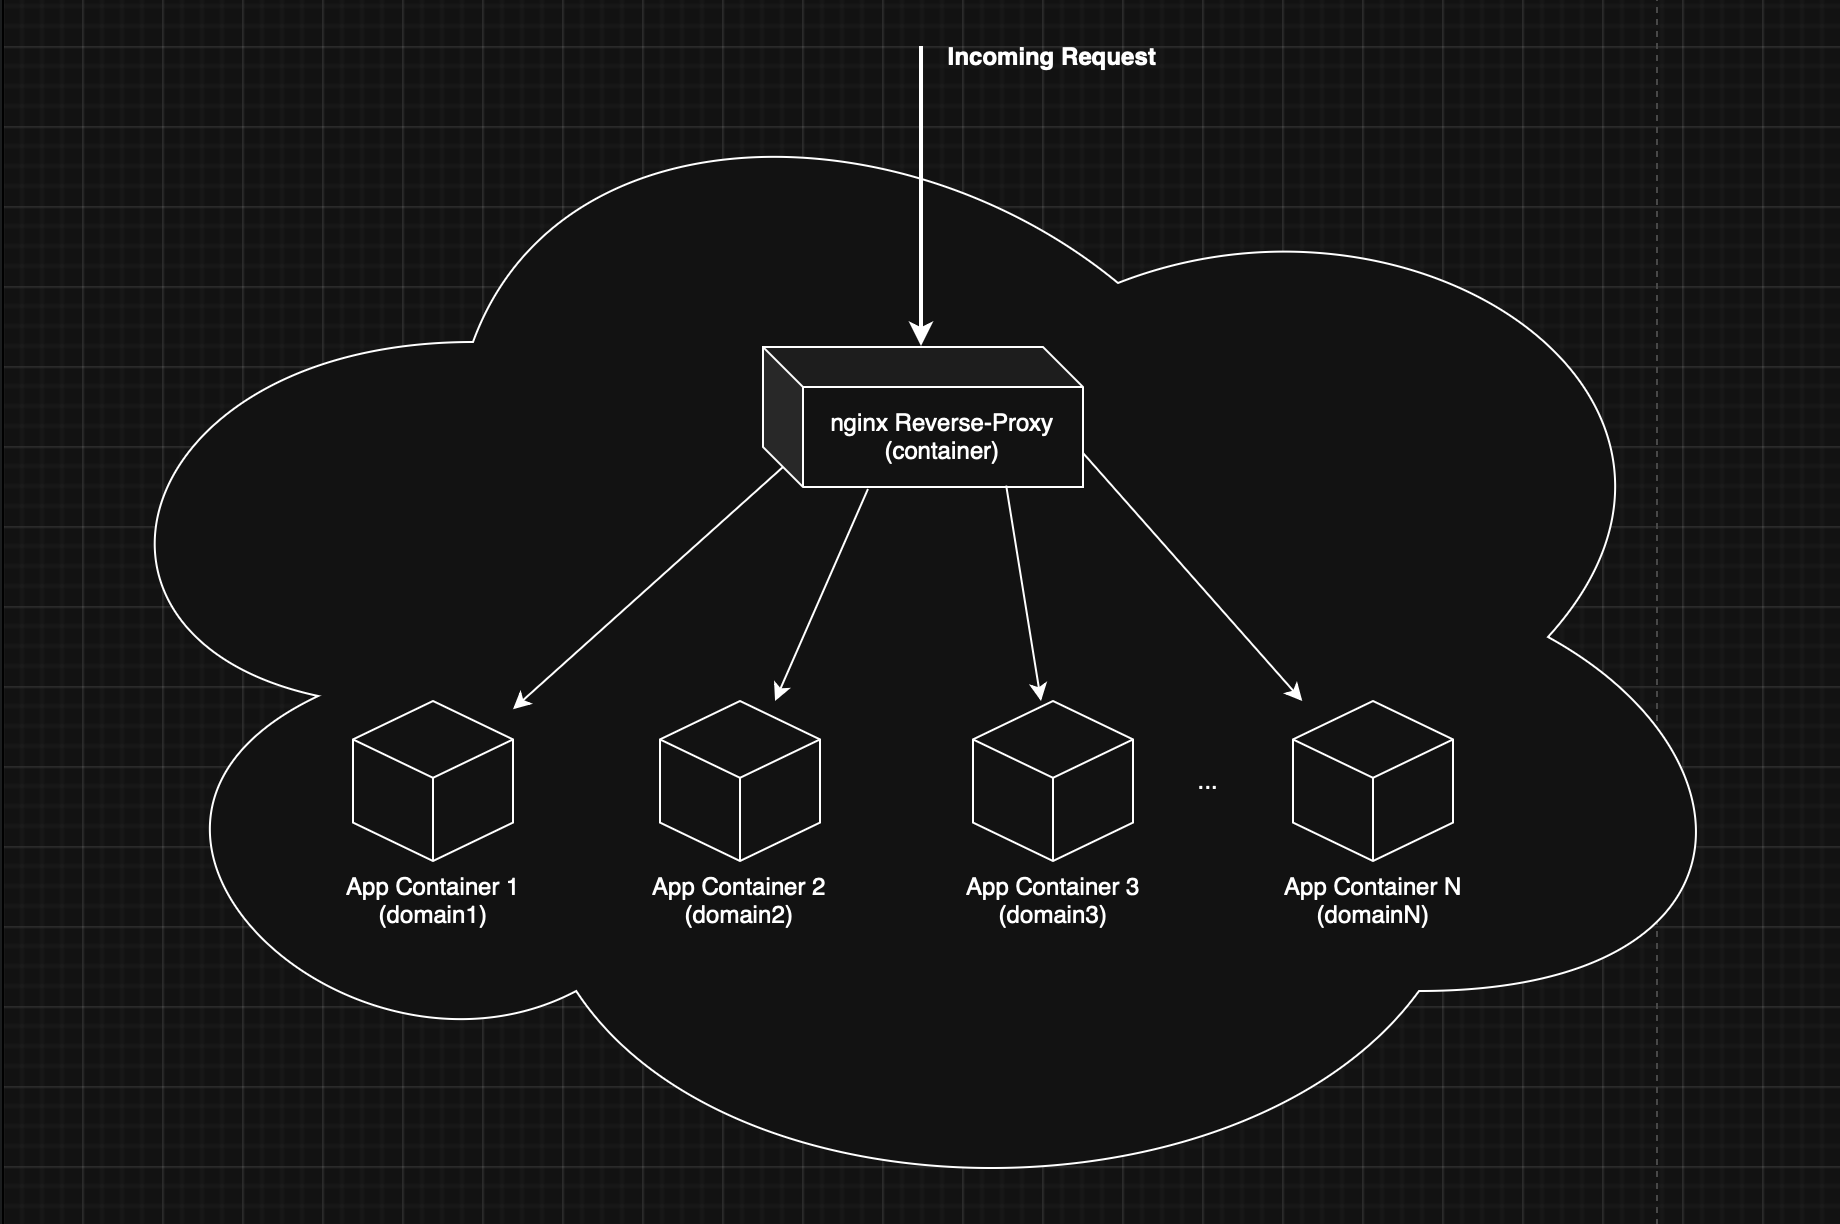 Incoming Request
nginx Reverse-Proxy
(container)
...
App Container 1
(domain1)
App Container 2
(domain2)
App Container 3
(domain3)
App Container N
(domainN)